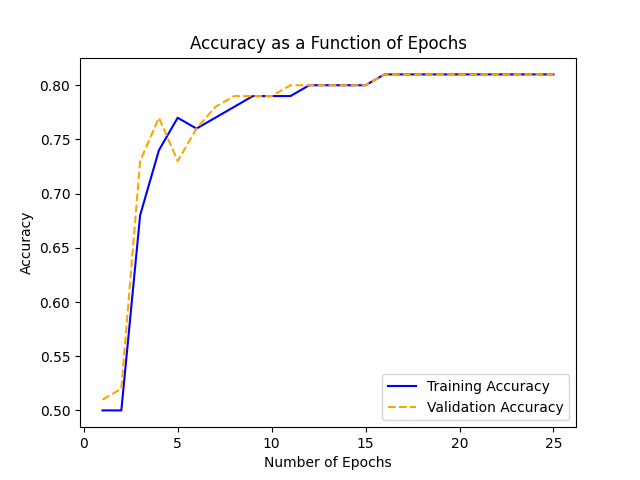 Accuracy as a Function of Epochs
Accuracy
0.80
0.75
0.70
0.65
0.60
0.55
0.50
0
5
10
15
20
25
Number of Epochs
Training Accuracy
Validation Accuracy